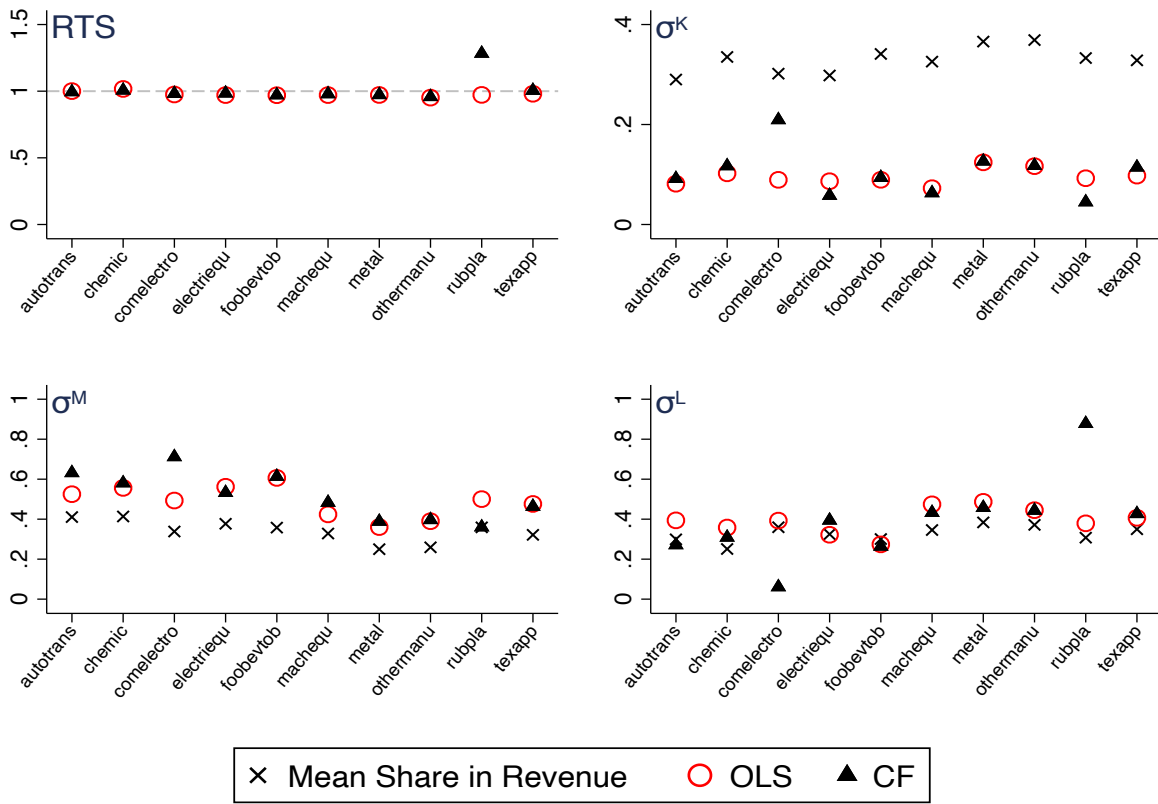 RTS
0 .5 1 1.5
autotrans chemic comelectro electriequ foobevtob machequ metal othermanu rubpla texapp
σᴷ
0 .2 .4
autotrans chemic comelectro electriequ foobevtob machequ metal othermanu rubpla texapp
σᴹ
0 .2 .4 .6 .8 1
autotrans chemic comelectro electriequ foobevtob machequ metal othermanu rubpla texapp
σᴸ
0 .2 .4 .6 .8 1
autotrans chemic comelectro electriequ foobevtob machequ metal othermanu rubpla texapp
Mean Share in Revenue OLS CF